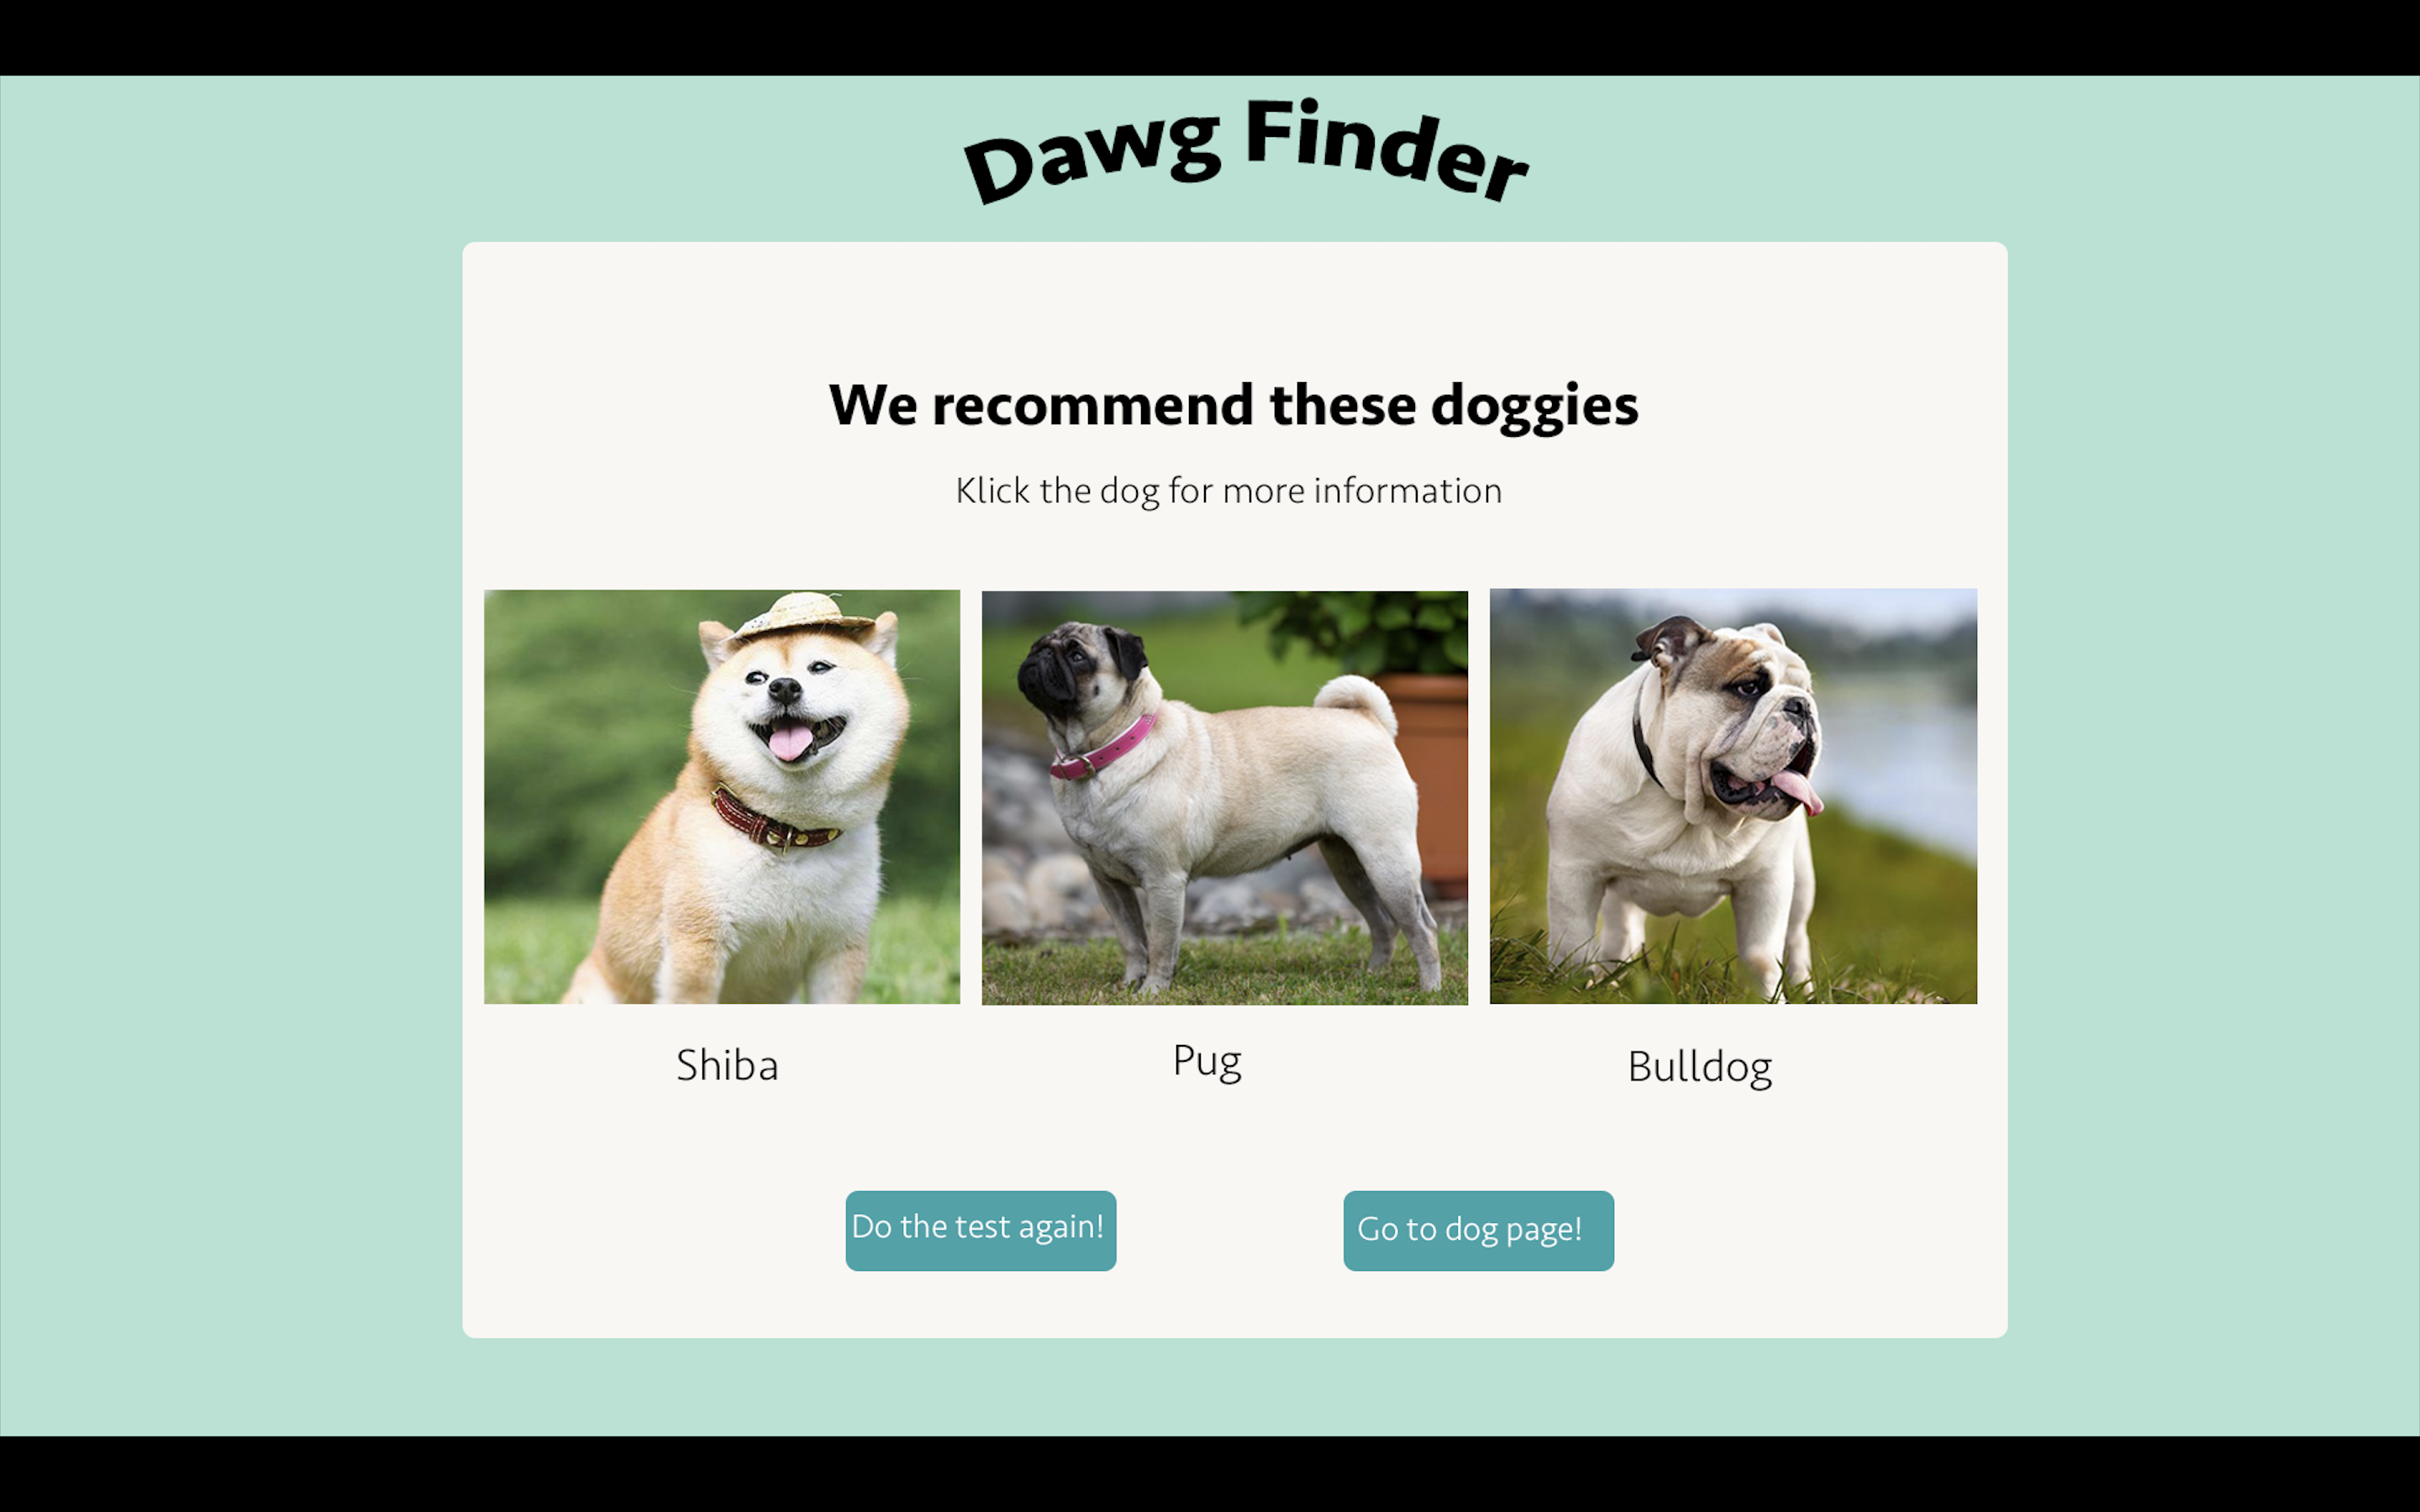 Dawg Finder
We recommend these doggies
Klick the dog for more information
Shiba
Pug
Bulldog
Do the test again!
Go to dog page!